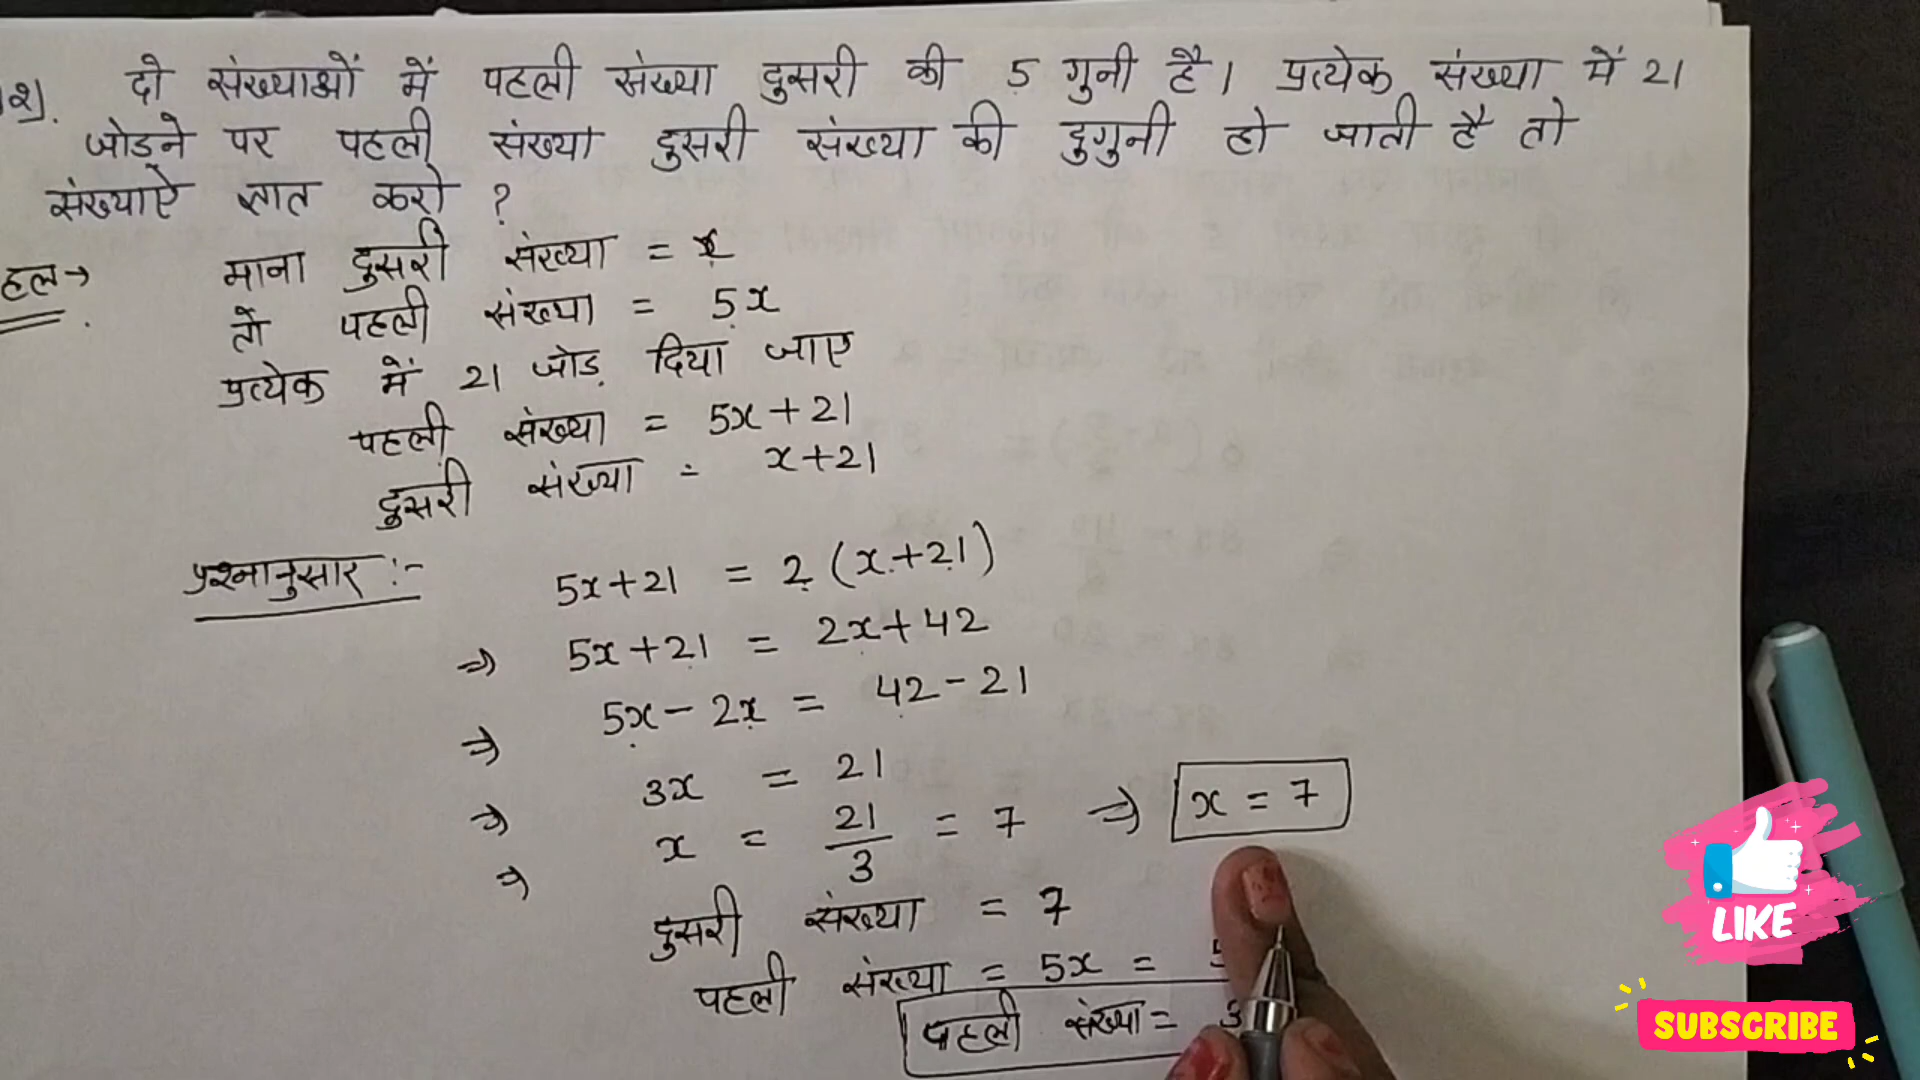 दो संख्याओं में पहली संख्या दुसरी की 5 गुनी है। प्रत्येक संख्या में 21
जोड़ने पर पहली संख्या दुसरी संख्या की दुगुनी हो जाती है तो
संख्याऐ ज्ञात करो ?
हल→ माना दुसरी संख्या = x
तो पहली संख्या = 5x
प्रत्येक में 21 जोड़ दिया जाए
पहली संख्या = 5x+21
दुसरी संख्या = x+21
प्रश्नानुसार :- 5x+21 = 2(x+21)
⇒ 5x+21 = 2x+42
⇒ 5x-2x = 42-21
⇒ 3x = 21
⇒ x = 21/3 = 7 ⇒ x = 7
दुसरी संख्या = 7
पहली संख्या = 5x =
पहली संख्या =
LIKE
SUBSCRIBE